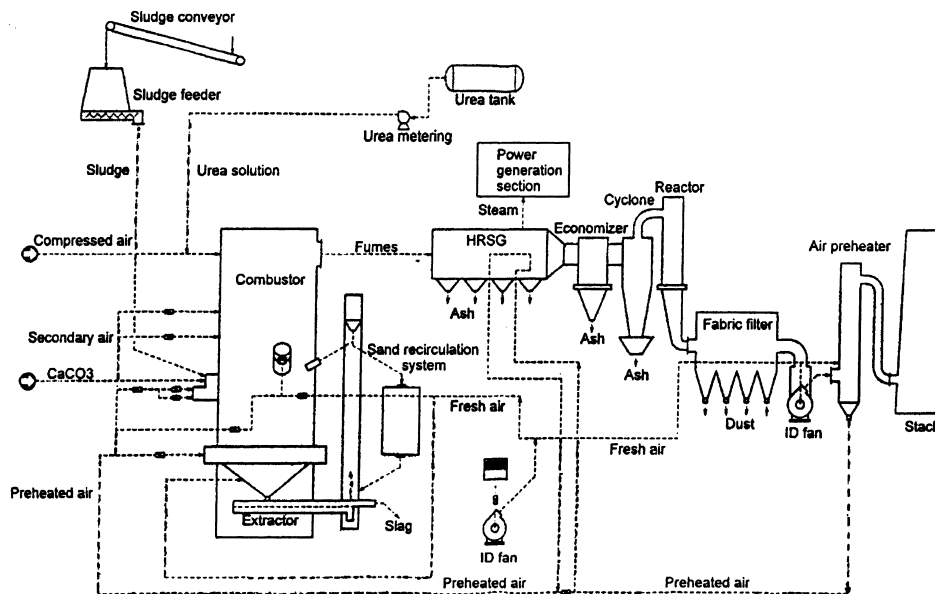 Sludge conveyor
Sludge feeder
Urea tank
Urea metering
Sludge
Urea solution
Power
generation
section
Reactor
Cyclone
Steam
Economizer
Compressed air
Fumes
HRSG
Air preheater
Combustor
Ash
Secondary air
Fabric filter
Sand recirculation
system
Ash
Ash
CaCO3
Fresh air
Dust
ID fan
Stack
Fresh air
Preheated air
Extractor
Slag
ID fan
Preheated air
Preheated air